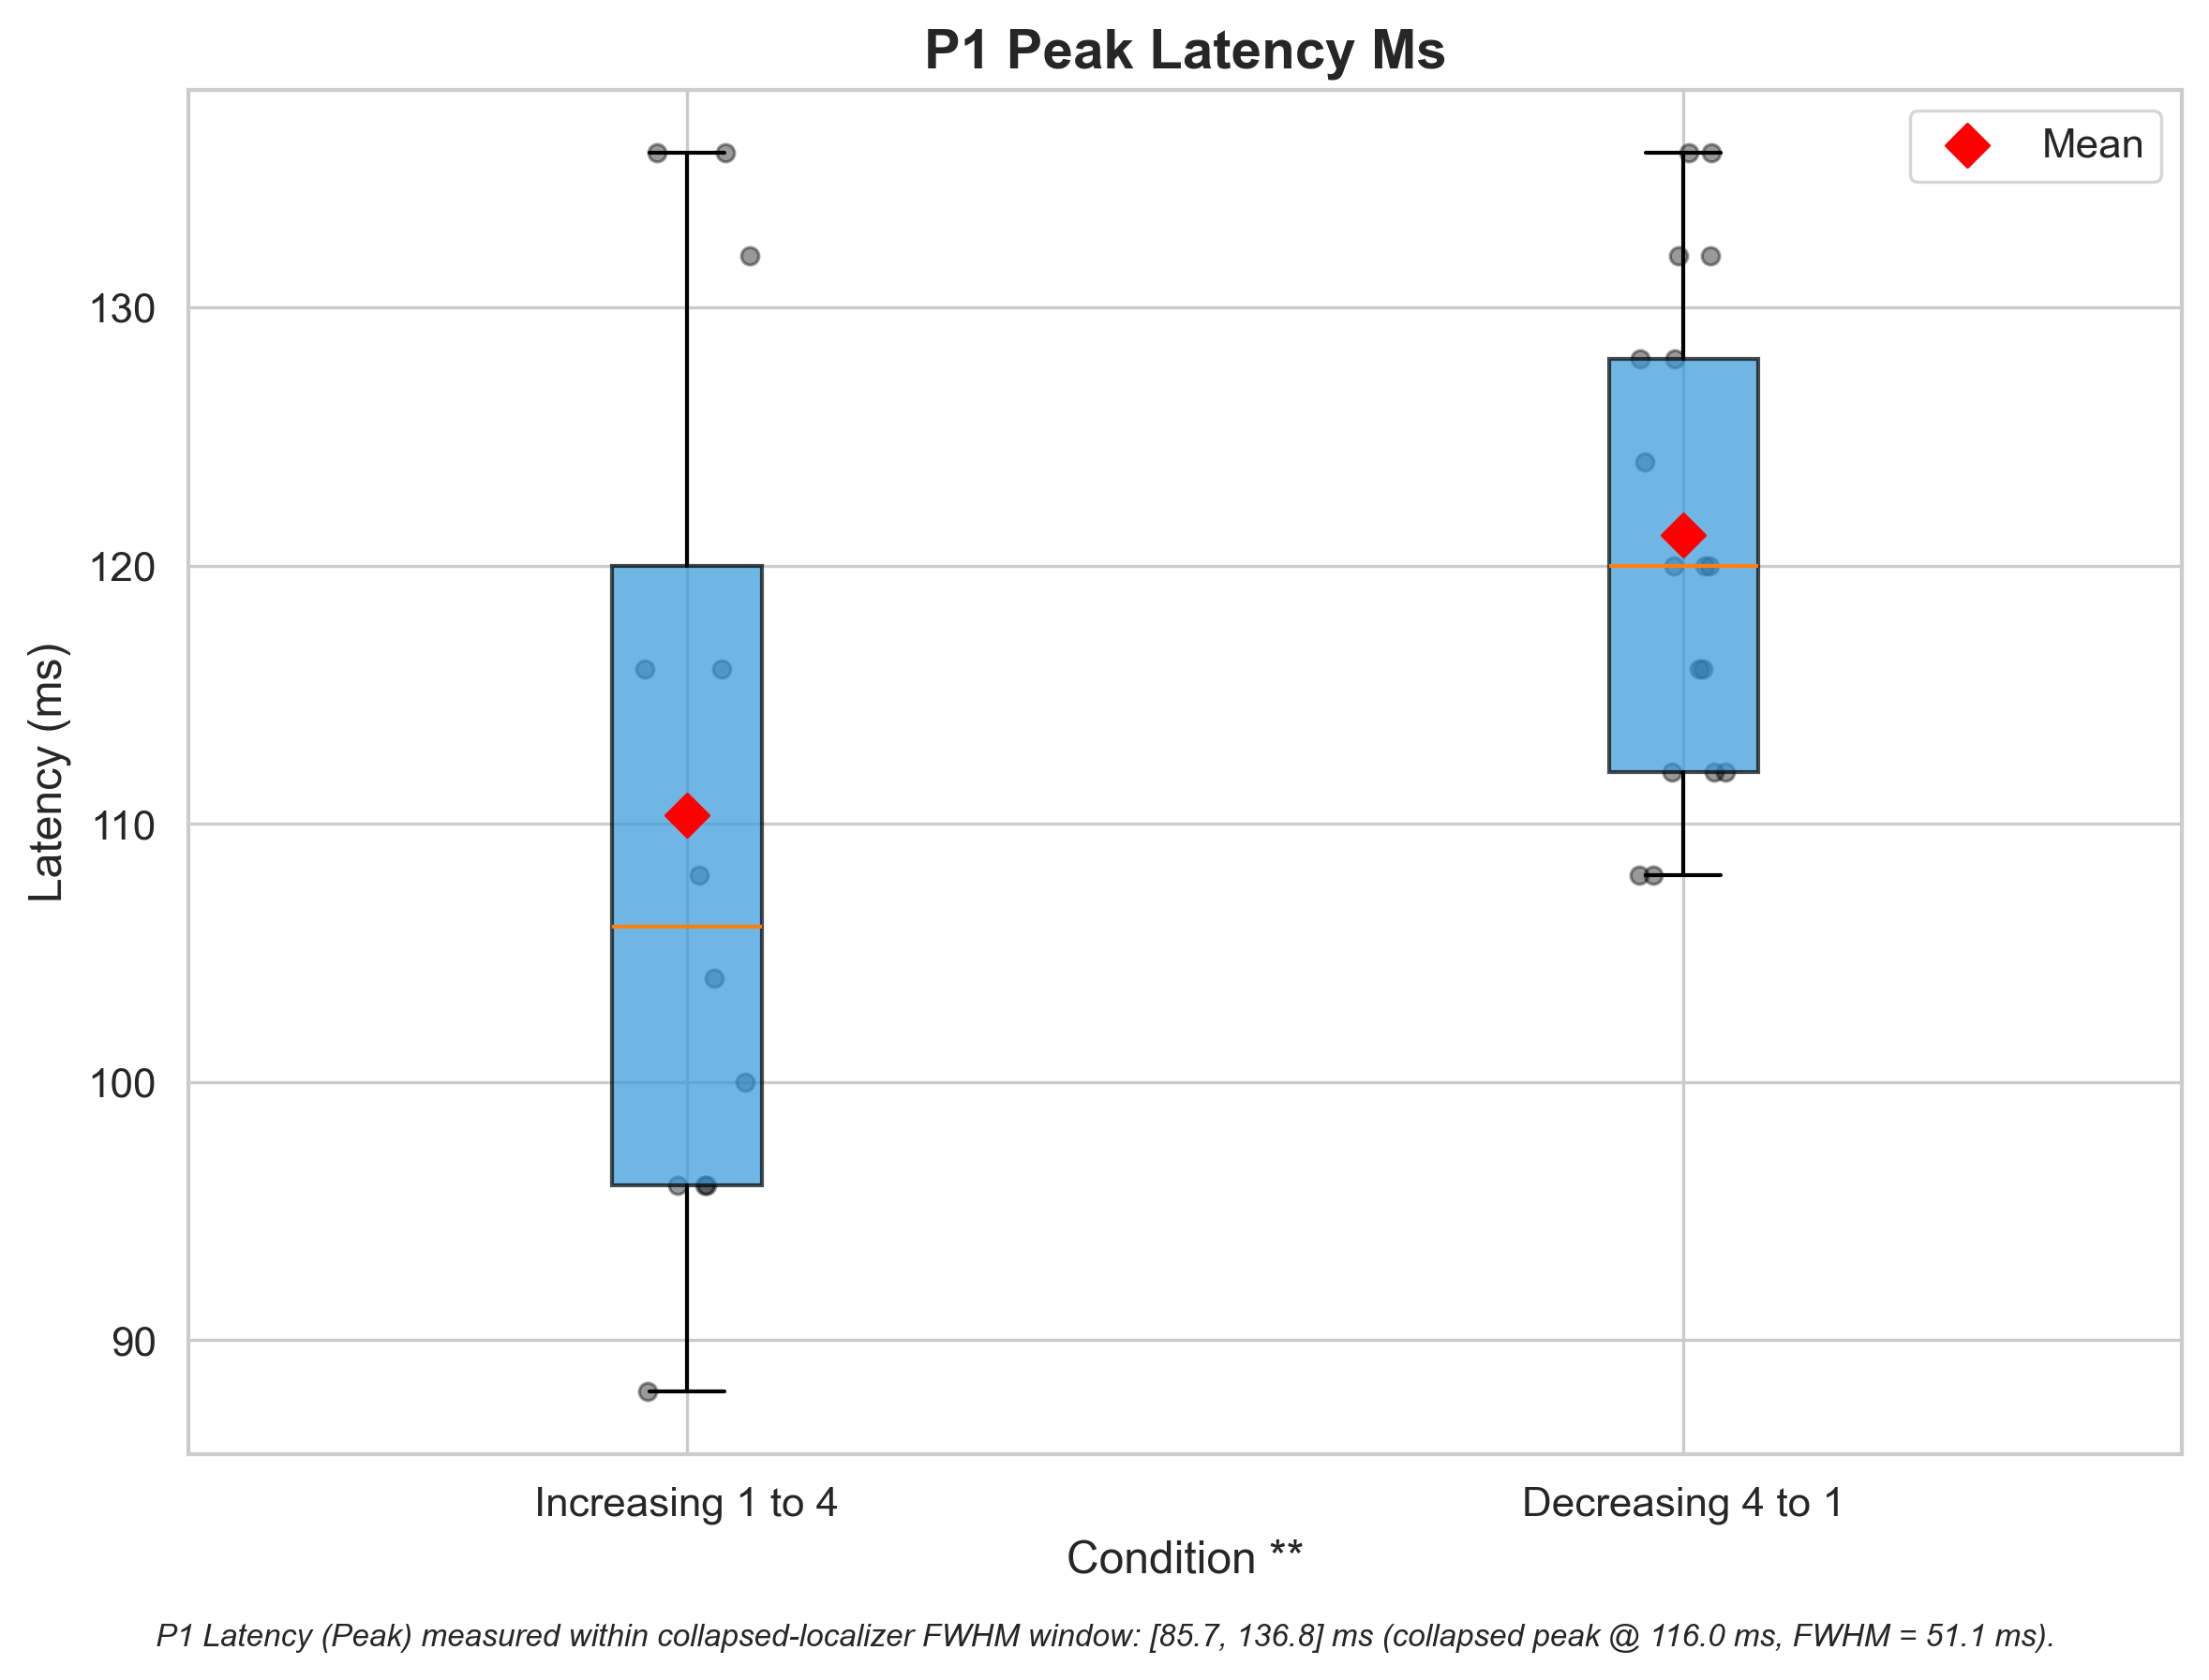 P1 Peak Latency Ms
Mean
Latency (ms)
130
120
110
100
90
Increasing 1 to 4
Decreasing 4 to 1
Condition **
P1 Latency (Peak) measured within collapsed-localizer FWHM window: [85.7, 136.8] ms (collapsed peak @ 116.0 ms, FWHM = 51.1 ms).